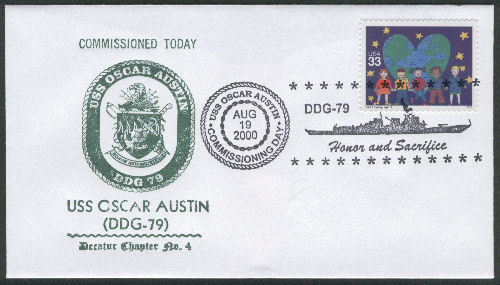 COMMISSIONED TODAY
USS OSCAR AUSTIN
DDG 79
USS OSCAR AUSTIN
(DDG-79)
Decatur Chapter No. 4
USS OSCAR AUSTIN
AUG
19
2000
COMMISSIONING DAY
USA
33
* * * * * * * * * * * *
DDG-79
Honor and Sacrifice
* * * * * * * * * * * *